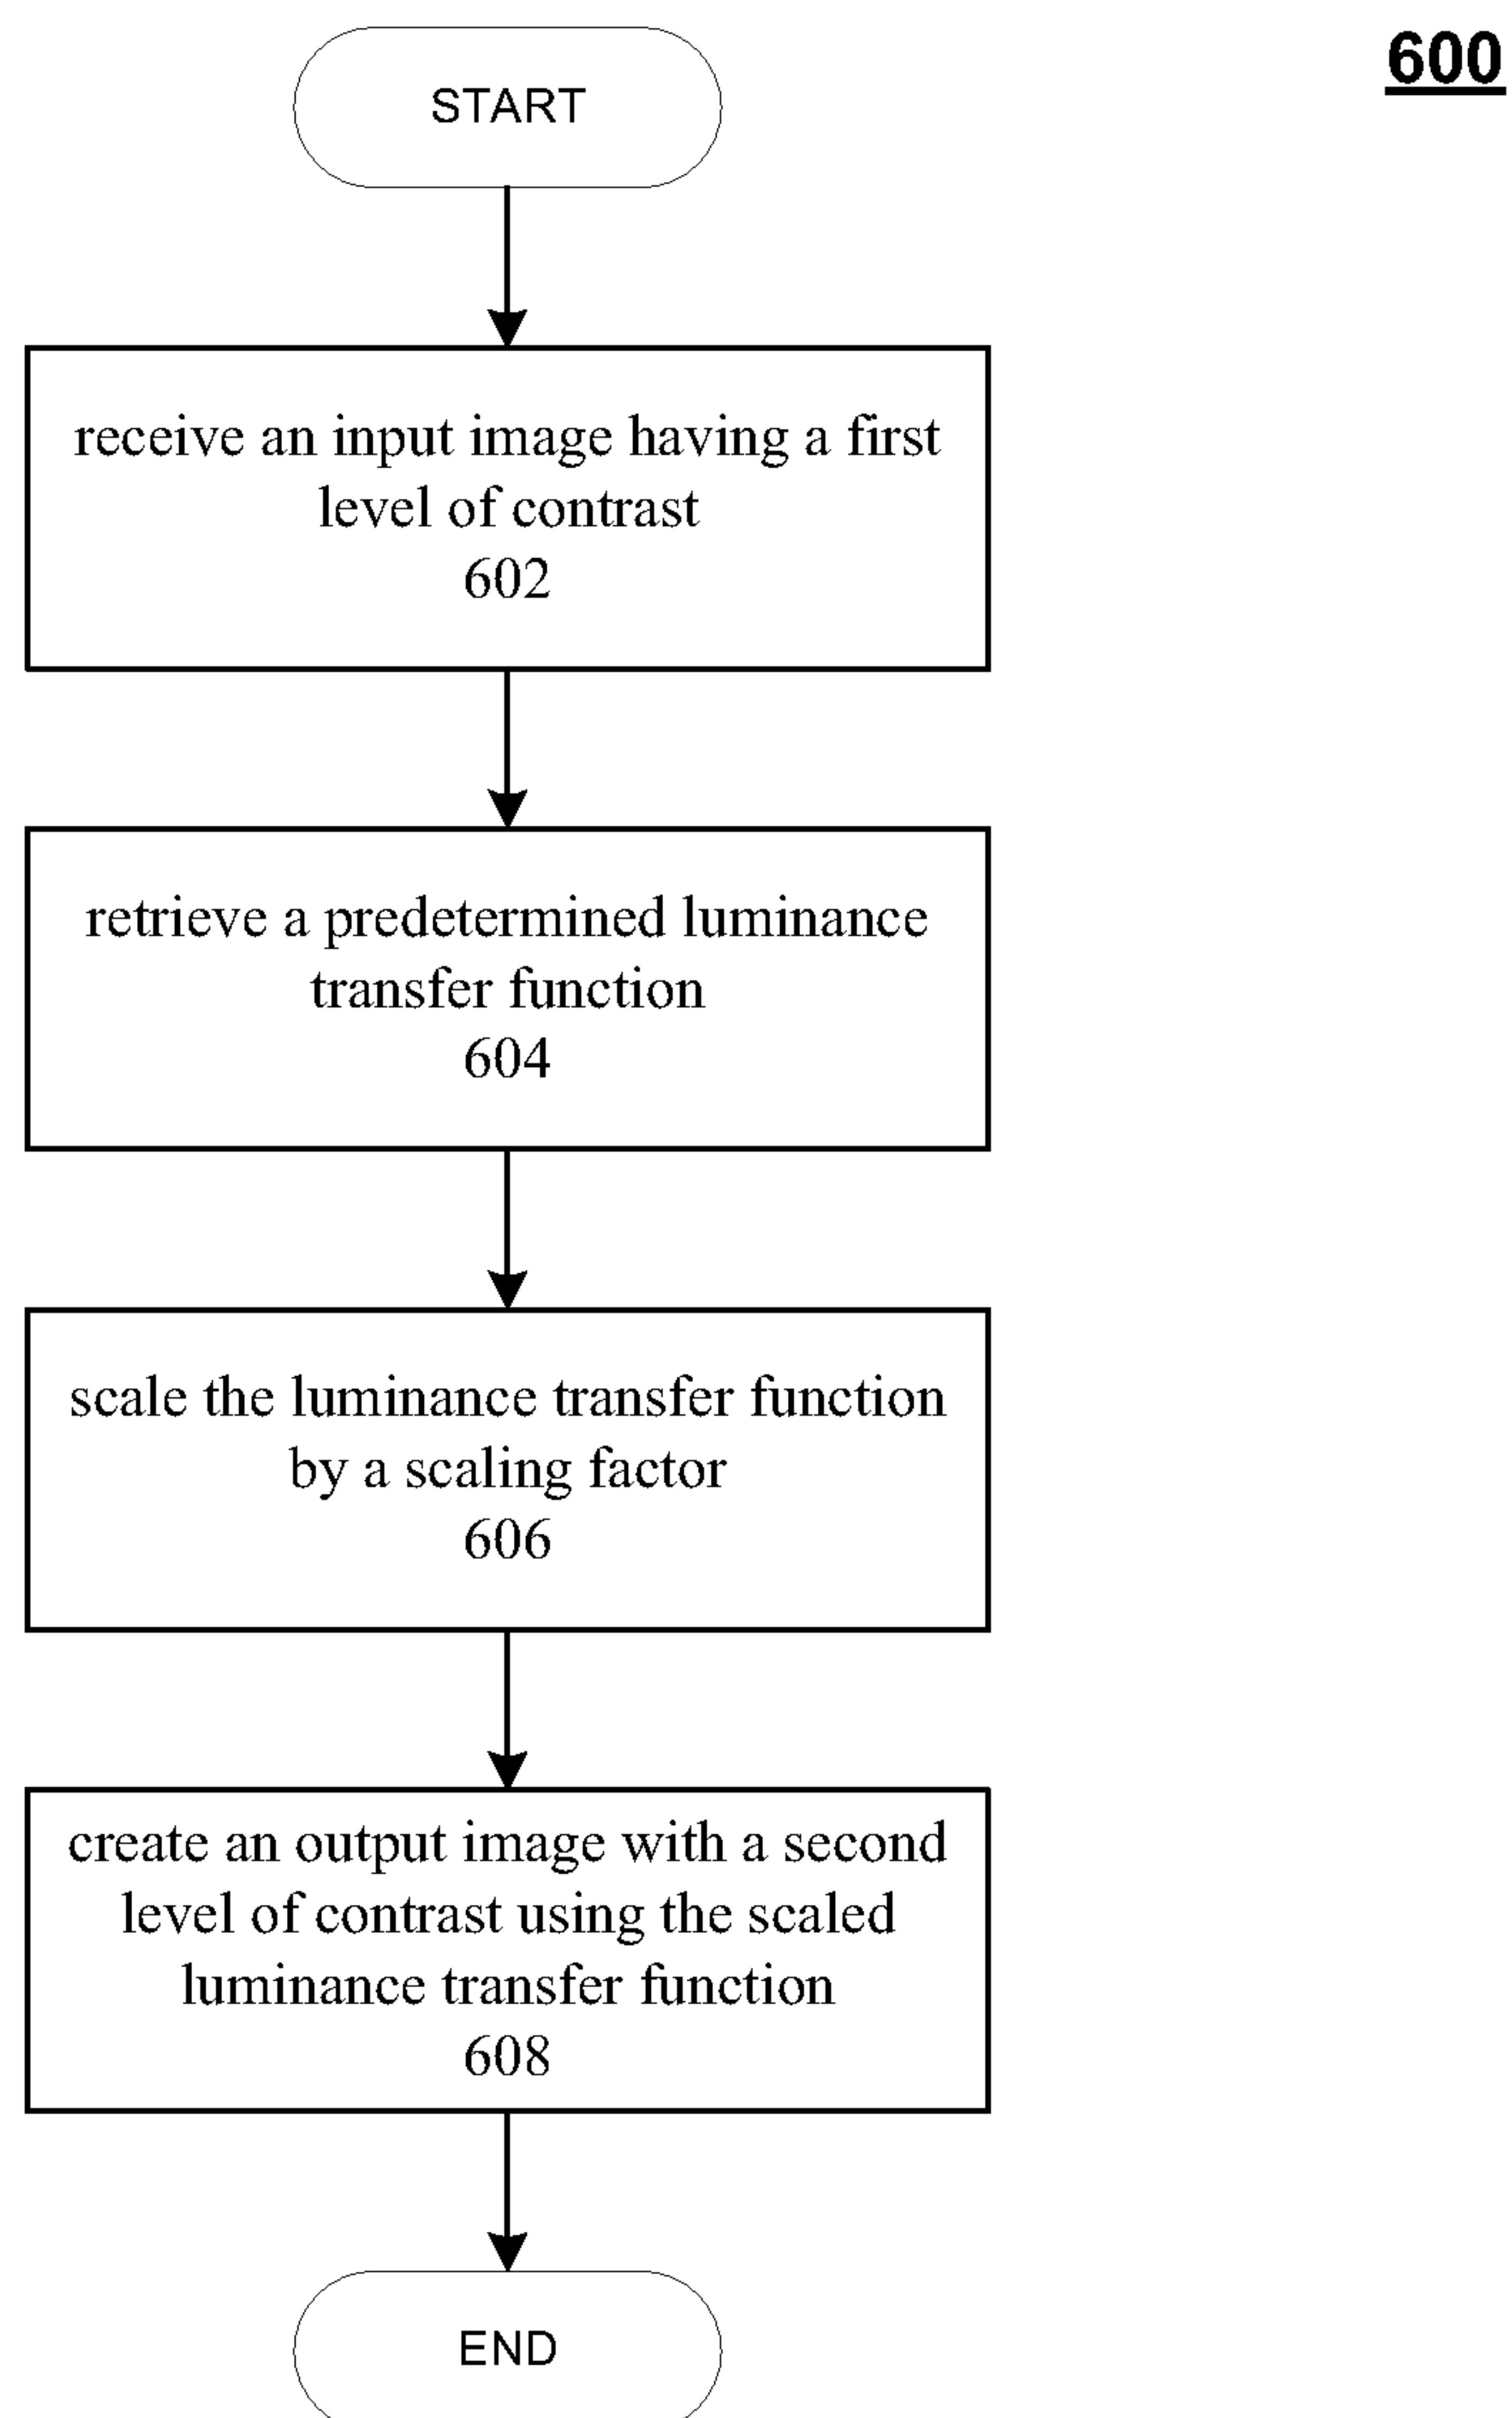 600
START
receive an input image having a first
level of contrast
602
retrieve a predetermined luminance
transfer function
604
scale the luminance transfer function
by a scaling factor
606
create an output image with a second
level of contrast using the scaled
luminance transfer function
608
END